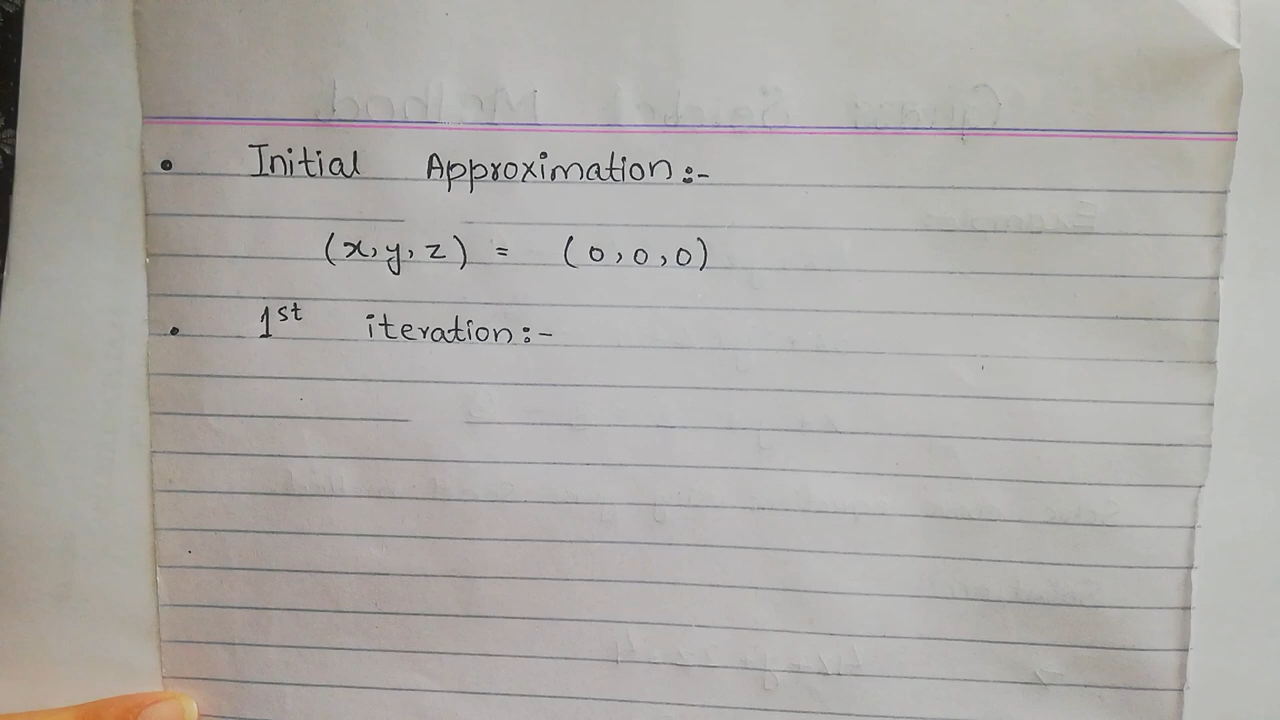 • Initial Approximation:-
(x, y, z) = (0, 0, 0)
• 1st iteration:-